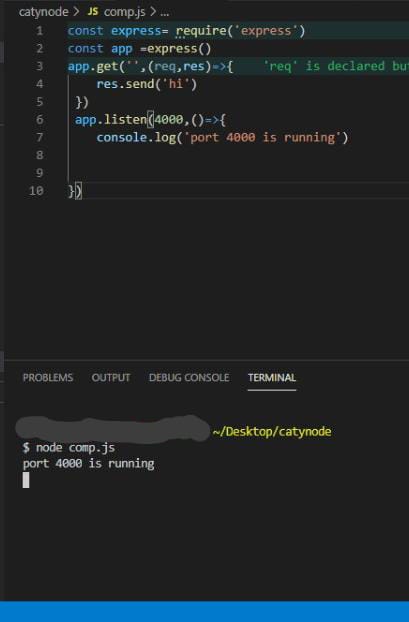 catynode > JS comp.js > ...
1 const express= require('express')
2 const app =express()
3 app.get('',(req,res)=>{ 'req' is declared but
4 res.send('hi')
5 })
6 app.listen(4000,()=>{
7 console.log('port 4000 is running')
8
9
10 })
PROBLEMS OUTPUT DEBUG CONSOLE TERMINAL
~/Desktop/catynode
$ node comp.js
port 4000 is running